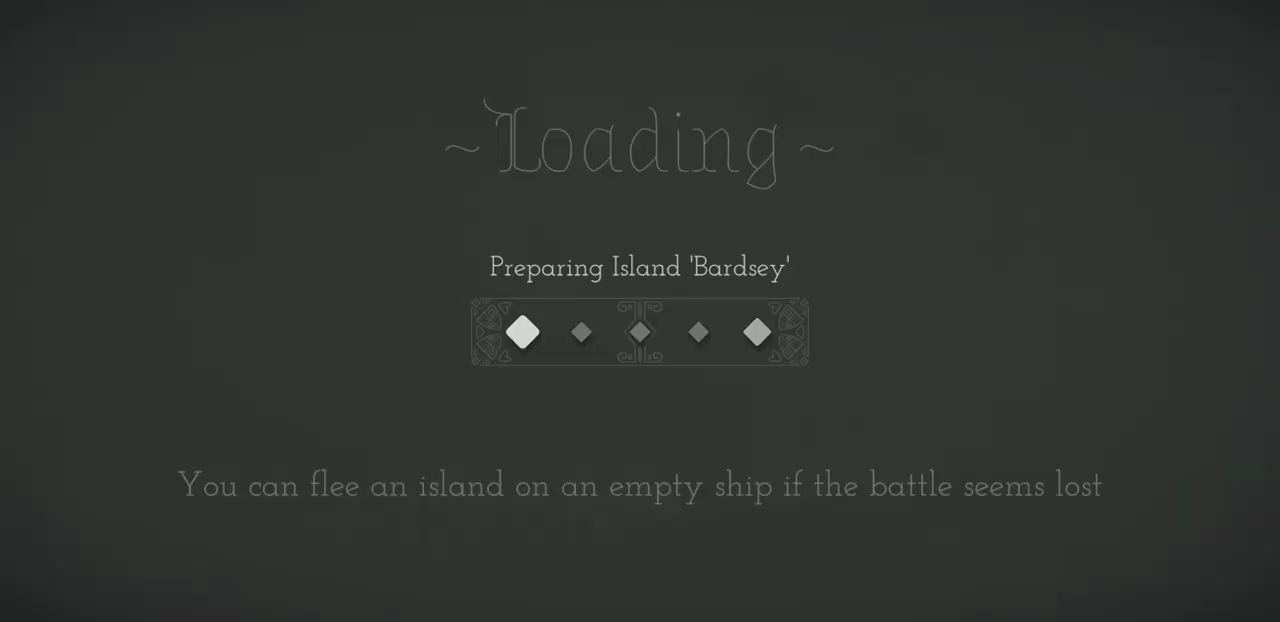 ~ Loading ~
Preparing Island 'Bardsey'
You can flee an island on an empty ship if the battle seems lost